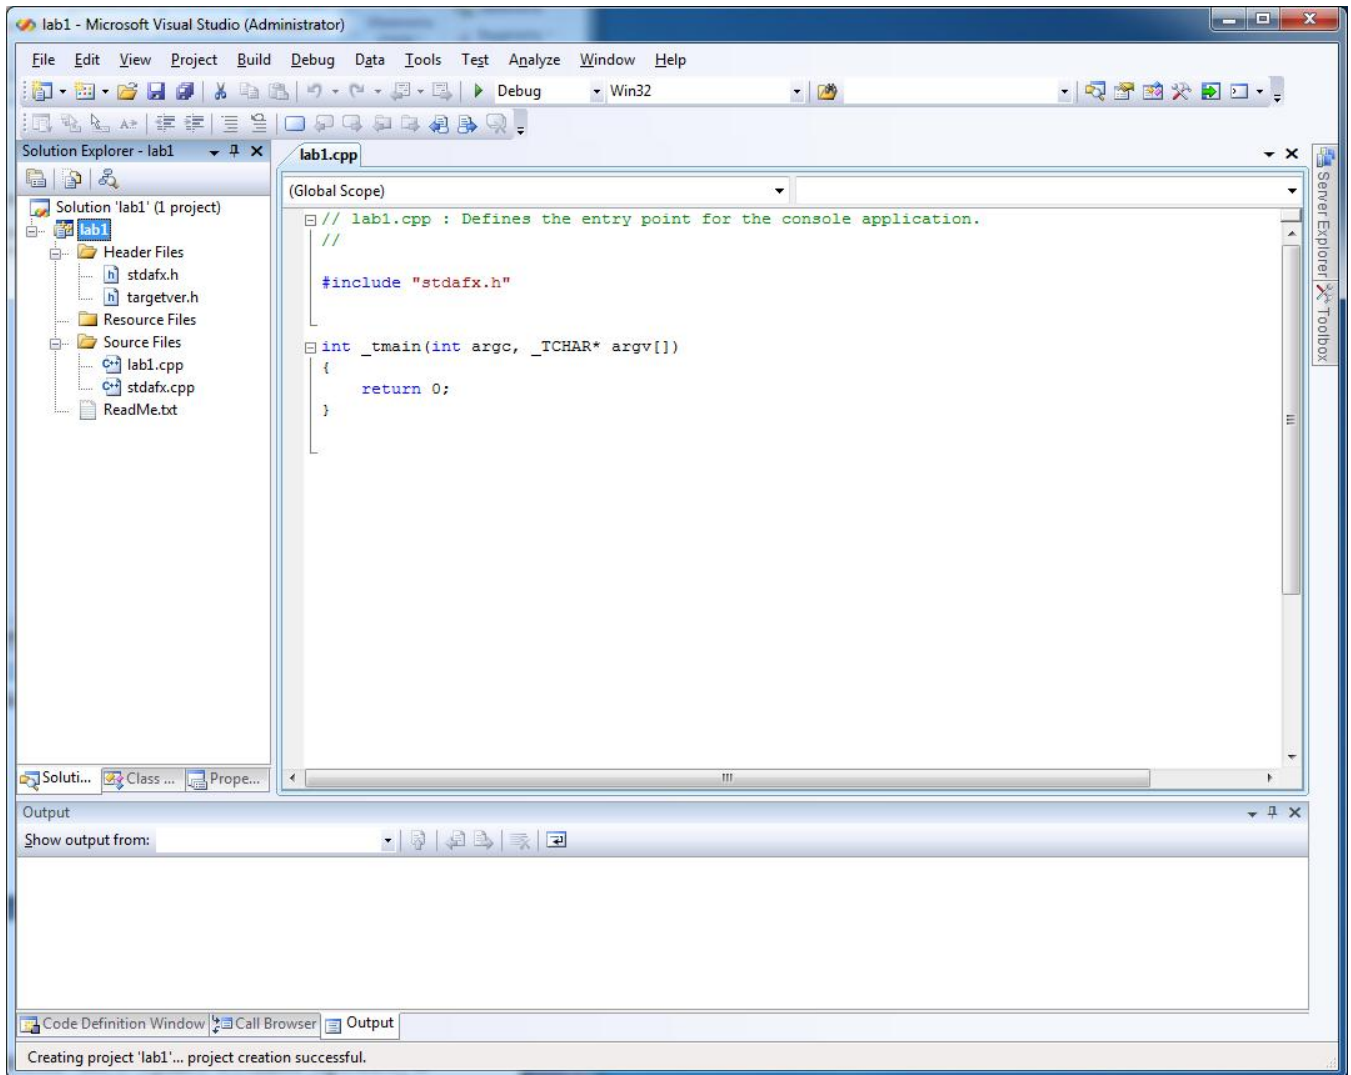 lab1 - Microsoft Visual Studio (Administrator)
File Edit View Project Build Debug Data Tools Test Analyze Window Help
Debug Win32
Solution Explorer - lab1
lab1.cpp
(Global Scope)
Solution 'lab1' (1 project)
lab1
Header Files
stdafx.h
targetver.h
Resource Files
Source Files
lab1.cpp
stdafx.cpp
ReadMe.txt
// lab1.cpp : Defines the entry point for the console application.
//
#include "stdafx.h"
int _tmain(int argc, _TCHAR* argv[])
{
return 0;
}
Server Explorer
Toolbox
Soluti... Class ... Prope...
Output
Show output from:
Code Definition Window Call Browser Output
Creating project 'lab1'... project creation successful.